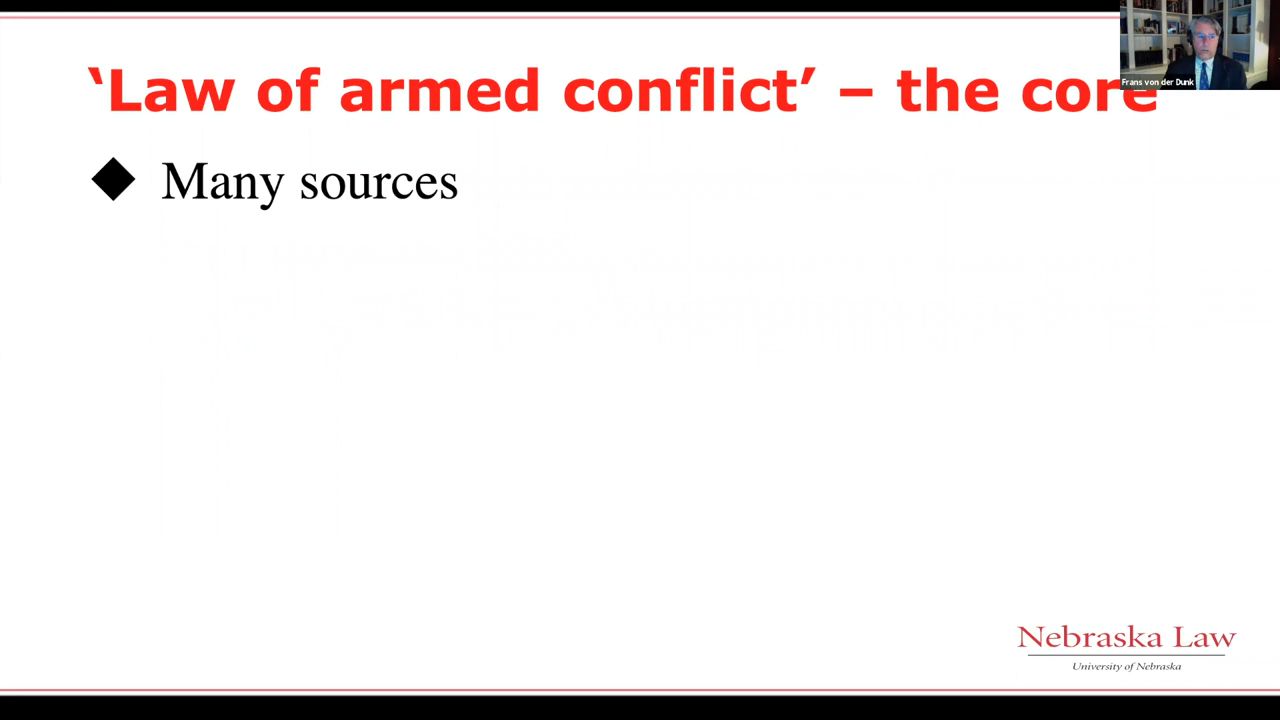 ‘Law of armed conflict’ – the core
Frans von der Dunk
Many sources
Nebraska Law
University of Nebraska